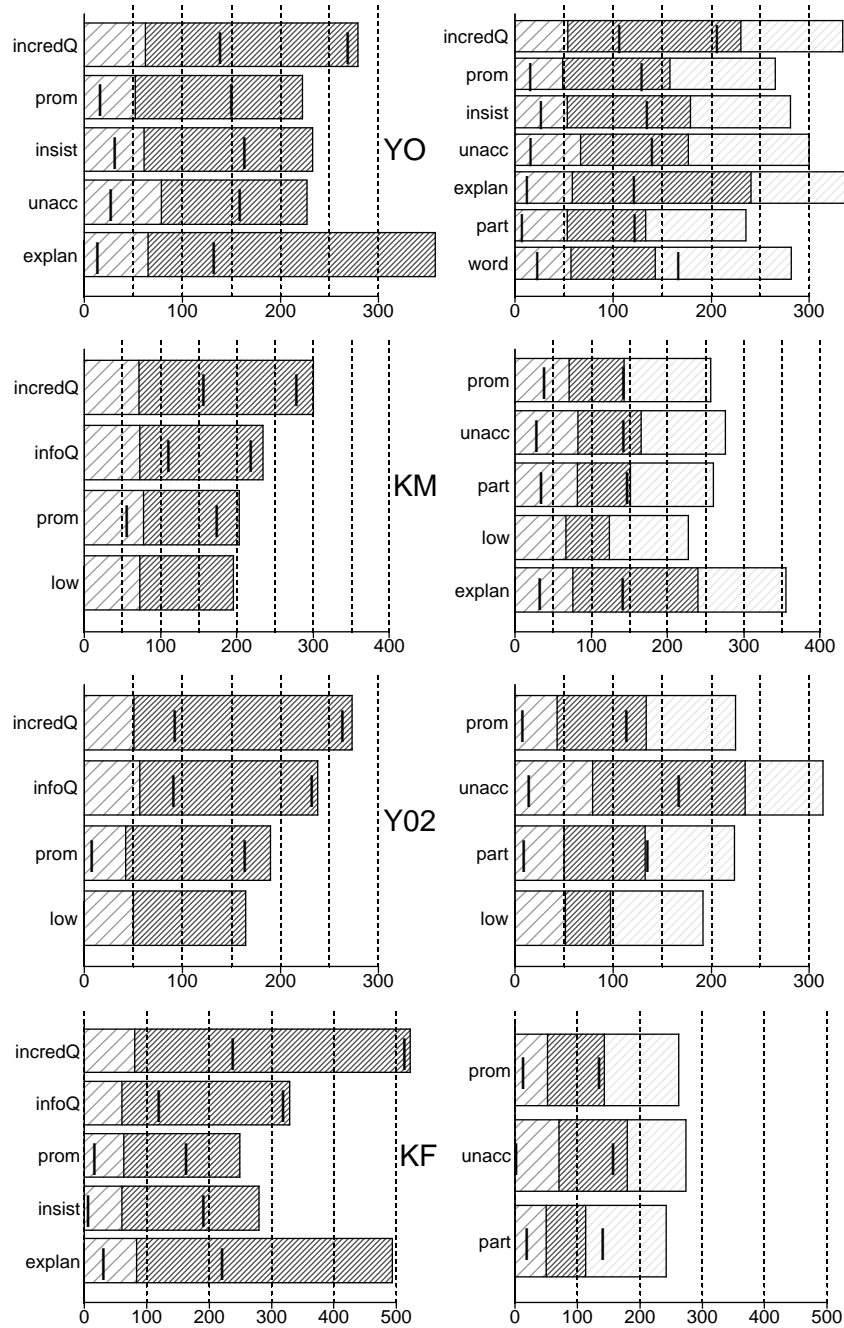 incredQ
prom
insist
unacc
explan
0 100 200 300
YO
incredQ
prom
insist
unacc
explan
part
word
0 100 200 300
incredQ
infoQ
prom
low
0 100 200 300 400
KM
prom
unacc
part
low
explan
0 100 200 300 400
incredQ
infoQ
prom
low
0 100 200 300
Y02
prom
unacc
part
low
0 100 200 300
incredQ
infoQ
prom
insist
explan
0 100 200 300 400 500
KF
prom
unacc
part
0 100 200 300 400 500